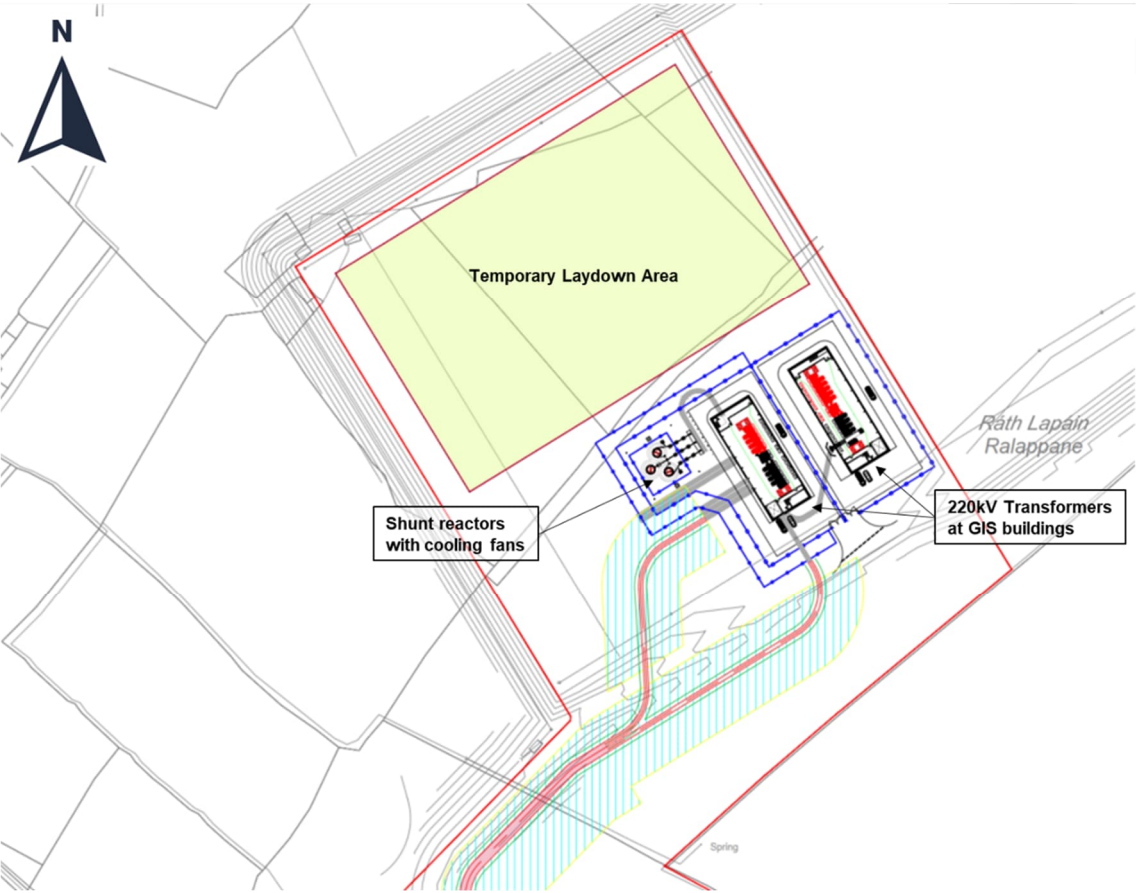 N
Temporary Laydown Area
Ráth Lapáin
Ralappane
Shunt reactors
with cooling fans
220kV Transformers
at GIS buildings
Spring